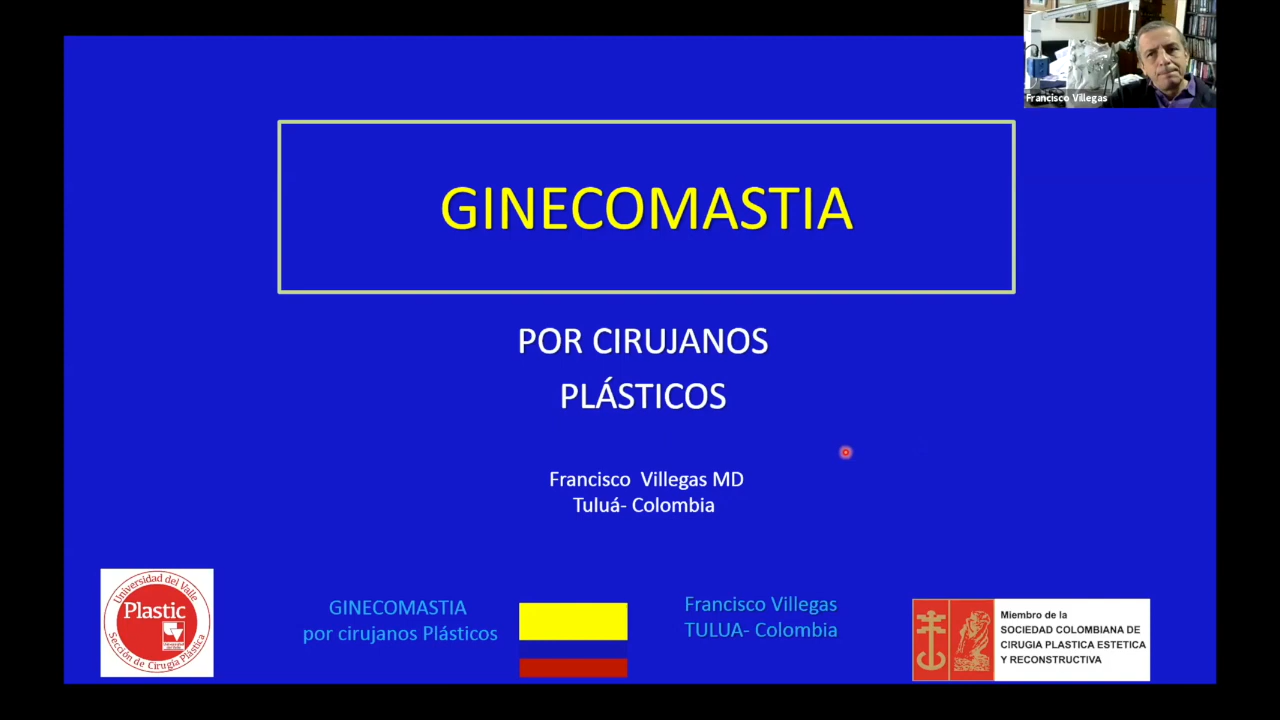 Francisco Villegas
GINECOMASTIA
POR CIRUJANOS
PLÁSTICOS
Francisco Villegas MD
Tuluá- Colombia
Universidad del Valle
Plastic
Sección de Cirugía Plástica
GINECOMASTIA
por cirujanos Plásticos
Francisco Villegas
TULUA- Colombia
Miembro de la
SOCIEDAD COLOMBIANA DE
CIRUGIA PLASTICA ESTETICA
Y RECONSTRUCTIVA